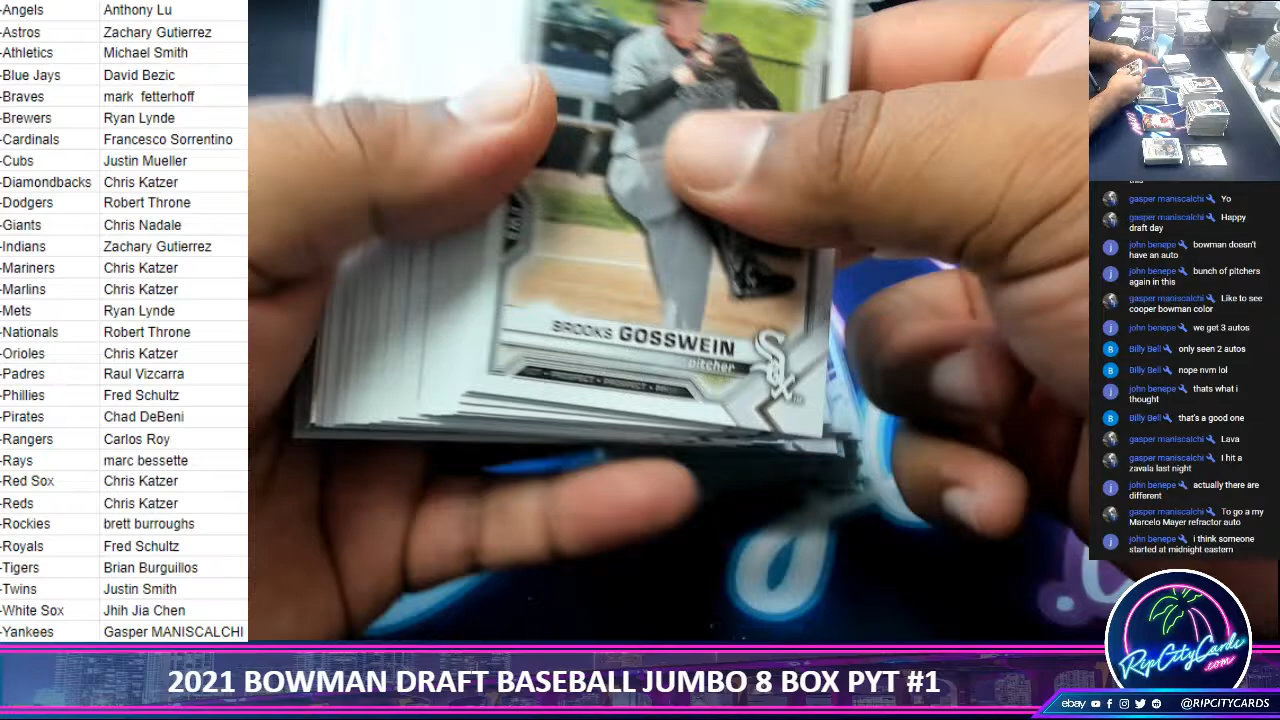 -Angels Anthony Lu
-Astros Zachary Gutierrez
-Athletics Michael Smith
-Blue Jays David Bezic
-Braves mark fetterhoff
-Brewers Ryan Lynde
-Cardinals Francesco Sorrentino
-Cubs Justin Mueller
-Diamondbacks Chris Katzer
-Dodgers Robert Throne
-Giants Chris Nadale
-Indians Zachary Gutierrez
-Mariners Chris Katzer
-Marlins Chris Katzer
-Mets Ryan Lynde
-Nationals Robert Throne
-Orioles Chris Katzer
-Padres Raul Vizcarra
-Phillies Fred Schultz
-Pirates Chad DeBeni
-Rangers Carlos Roy
-Rays marc bessette
-Red Sox Chris Katzer
-Reds Chris Katzer
-Rockies brett burroughs
-Royals Fred Schultz
-Tigers Brian Burguillos
-Twins Justin Smith
-White Sox Jhih Jia Chen
-Yankees Gasper MANISCALCHI
BROOKS GOSSWEIN
pitcher
Sox
PROSPECT
this
gasper maniscalchi Yo
gasper maniscalchi Happy
draft day
john benepe bowman doesn't
have an auto
john benepe bunch of pitchers
again in this
gasper maniscalchi Like to see
cooper bowman color
john benepe we get 3 autos
Billy Bell only seen 2 autos
Billy Bell nope nvm lol
john benepe thats what i
thought
Billy Bell that's a good one
gasper maniscalchi Lava
gasper maniscalchi I hit a
zavala last night
john benepe actually there are
different
gasper maniscalchi To go a my
Marcelo Mayer refractor auto
john benepe i think someone
started at midnight eastern
RipCityCards
.com
2021 BOWMAN DRAFT BASEBALL JUMBO 8 BOX PYT #1
ebay @RIPCITYCARDS